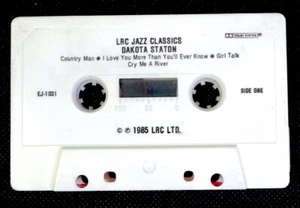 LRC JAZZ CLASSICS
DAKOTA STATON
Country Man • I Love You More Than You'll Ever Know • Girl Talk
Cry Me A River
EJ-1031
SIDE ONE
© ℗ 1985 LRC LTD.